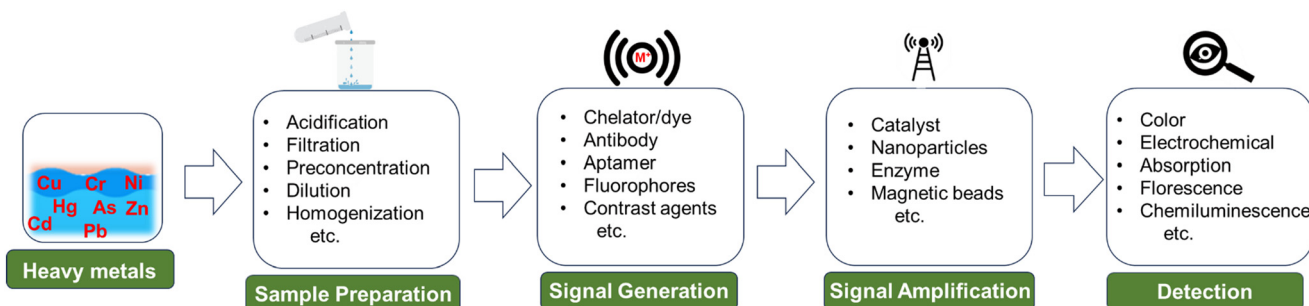 Cu Cr Ni
Hg As Zn
Cd
Pb
Heavy metals
• Acidification
• Filtration
• Preconcentration
• Dilution
• Homogenization
etc.
Sample Preparation
M⁺
• Chelator/dye
• Antibody
• Aptamer
• Fluorophores
• Contrast agents
etc.
Signal Generation
• Catalyst
• Nanoparticles
• Enzyme
• Magnetic beads
etc.
Signal Amplification
• Color
• Electrochemical
• Absorption
• Florescence
• Chemiluminescence
etc.
Detection